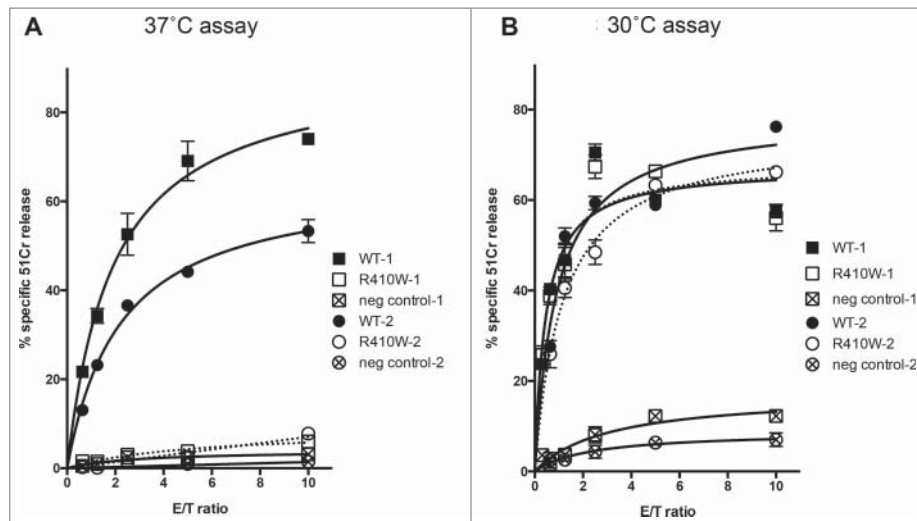 A
37˚C assay
80
60
40
20
0
0
2
4
6
8
10
% specific 51Cr release
E/T ratio
WT-1
R410W-1
neg control-1
WT-2
R410W-2
neg control-2
B
: 30˚C assay
80
60
40
20
0
0
2
4
6
8
10
% specific 51Cr release
E/T ratio
WT-1
R410W-1
neg control-1
WT-2
R410W-2
neg control-2